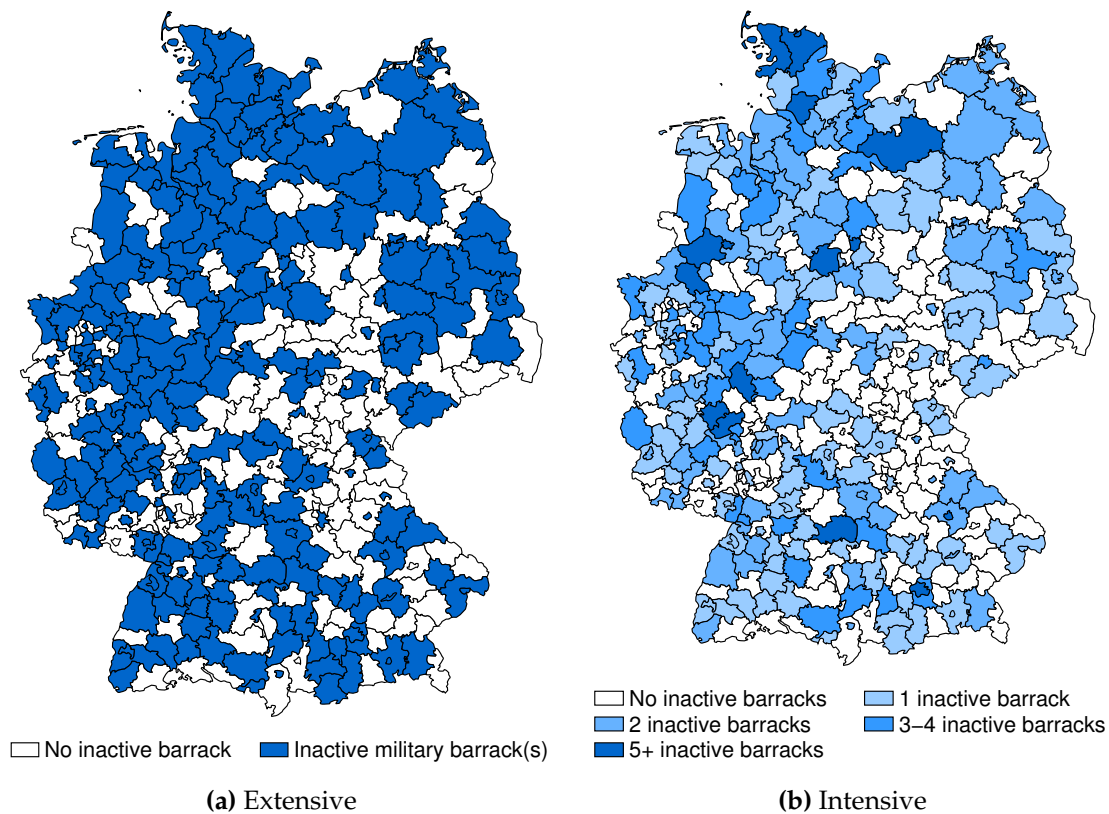 No inactive barrack Inactive military barrack(s)
(a) Extensive
No inactive barracks 1 inactive barrack
2 inactive barracks 3−4 inactive barracks
5+ inactive barracks
(b) Intensive